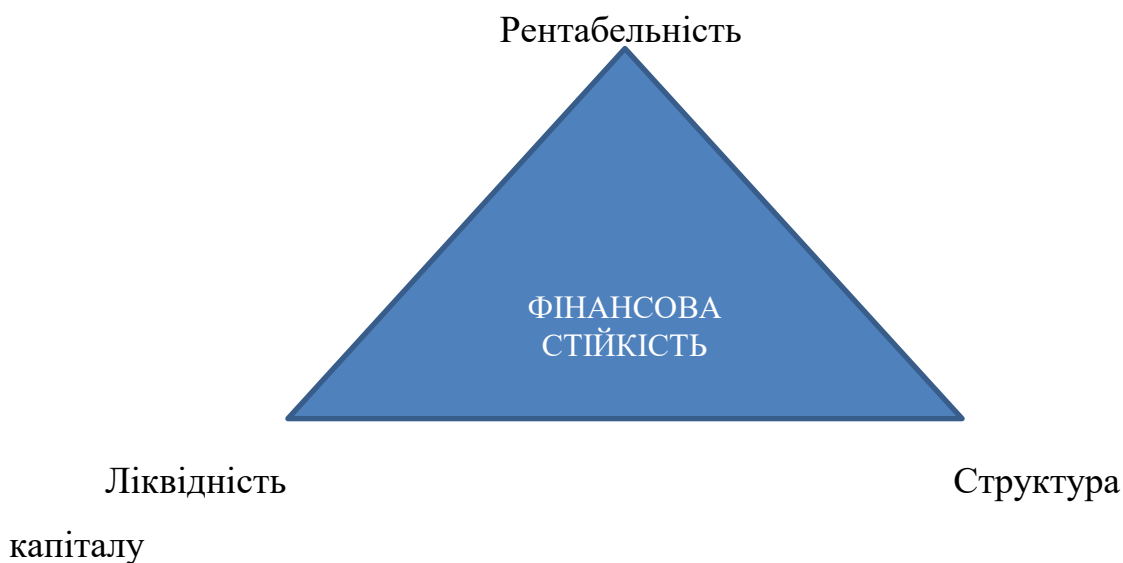 Рентабельність
ФІНАНСОВА
СТІЙКІСТЬ
Ліквідність Структура
капіталу